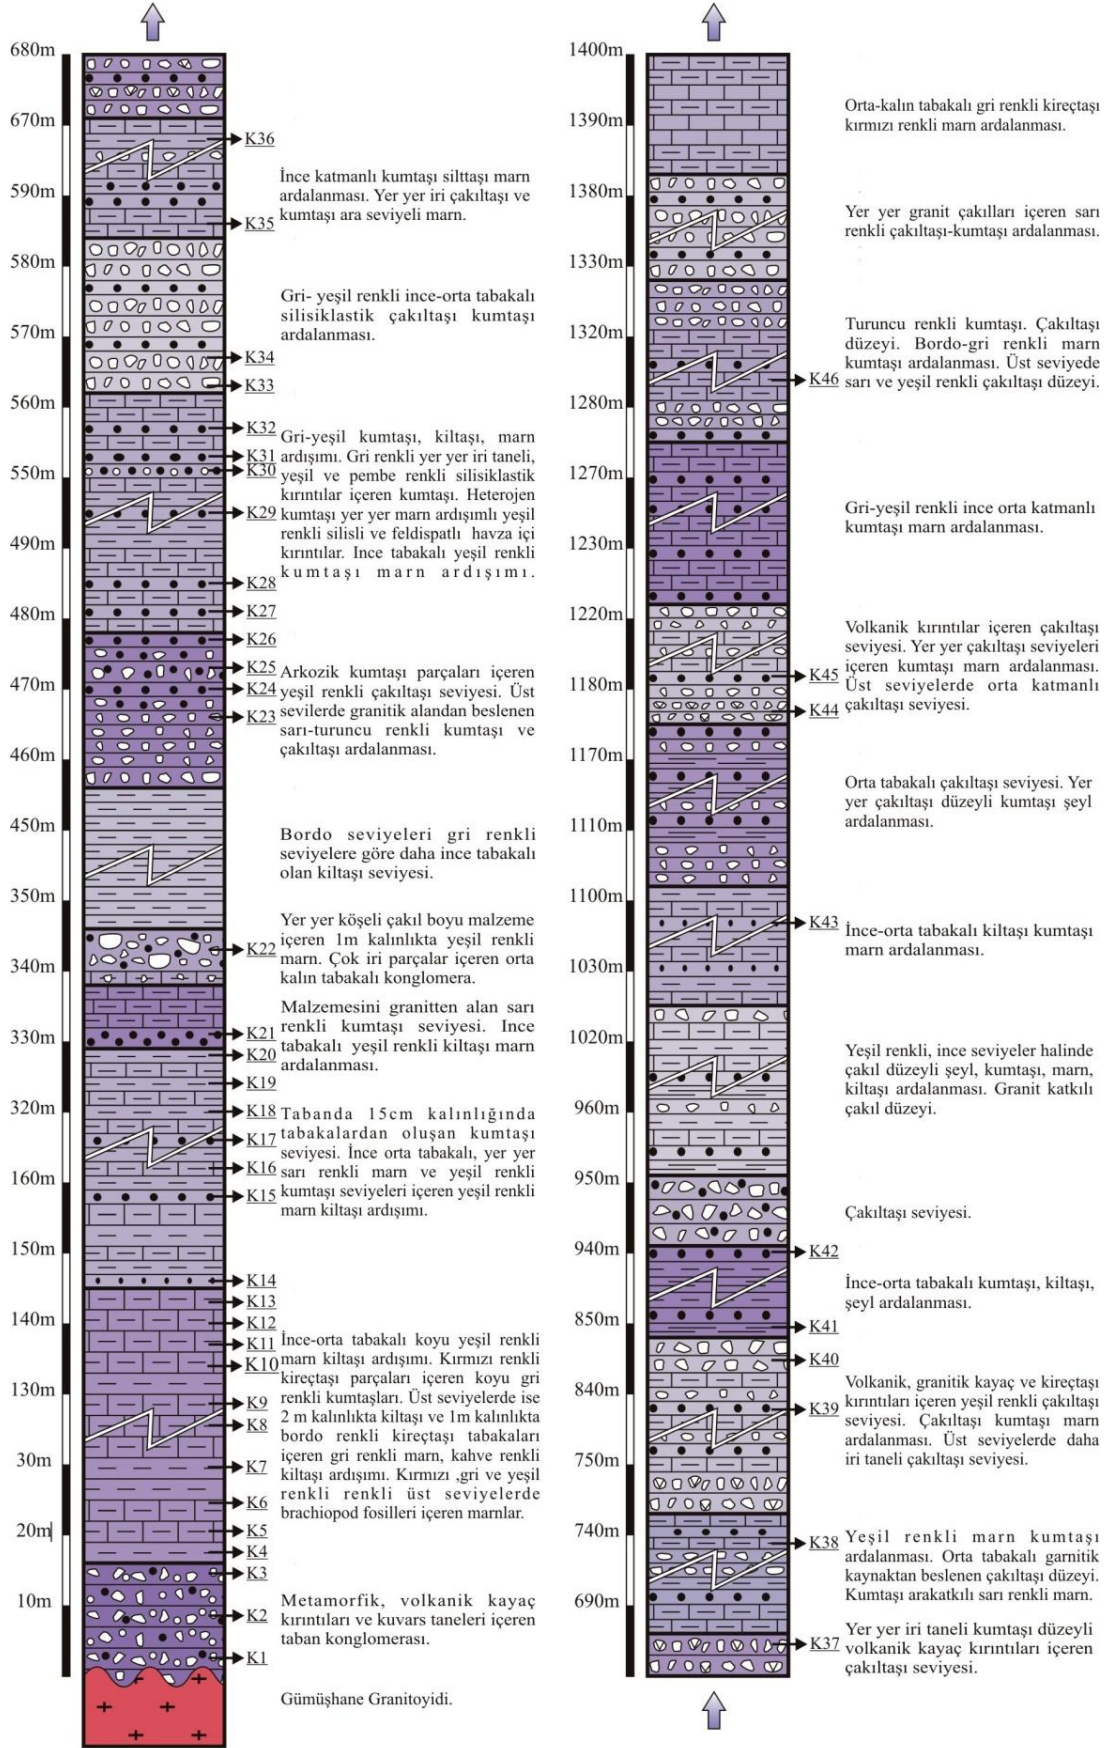 680m
670m
K36
İnce katmanlı kumtaşı silttaşı marn
ardalanması. Yer yer iri çakıltaşı ve
kumtaşı ara seviyeli marn.
590m
K35
580m
Gri- yeşil renkli ince-orta tabakalı
silisiklastik çakıltaşı kumtaşı
ardalanması.
570m
K34
K33
560m
K32
Gri-yeşil kumtaşı, kiltaşı, marn
ardışımı. Gri renkli yer yer iri taneli,
yeşil ve pembe renkli silisiklastik
kırıntılar içeren kumtaşı. Heterojen
kumtaşı yer yer marn ardışımlı yeşil
renkli silisli ve feldispatlı havza içi
kırıntılar. Ince tabakalı yeşil renkli
kumtaşı marn ardışımı.
K31
550m
K30
K29
490m
K28
480m
K27
K26
K25
Arkozik kumtaşı parçaları içeren
yeşil renkli çakıltaşı seviyesi. Üst
sevilerde granitik alandan beslenen
sarı-turuncu renkli kumtaşı ve
çakıltaşı ardalanması.
470m
K24
K23
460m
450m
Bordo seviyeleri gri renkli
seviyelere göre daha ince tabakalı
olan kiltaşı seviyesi.
350m
Yer yer köşeli çakıl boyu malzeme
içeren 1m kalınlıkta yeşil renkli
marn. Çok iri parçalar içeren orta
kalın tabakalı konglomera.
K22
340m
Malzemesini granitten alan sarı
renkli kumtaşı seviyesi. Ince
tabakalı yeşil renkli kiltaşı marn
ardalanması.
330m
K21
K20
K19
320m
K18
Tabanda 15cm kalınlığında
tabakalardan oluşan kumtaşı
seviyesi. İnce orta tabakalı, yer yer
sarı renkli marn ve yeşil renkli
kumtaşı seviyeleri içeren yeşil renkli
marn kiltaşı ardışımı.
K17
K16
160m
K15
150m
K14
K13
140m
K12
K11
K10
İnce-orta tabakalı koyu yeşil renkli
marn kiltaşı ardışımı. Kırmızı renkli
kireçtaşı parçaları içeren koyu gri
renkli kumtaşları. Üst seviyelerde ise
2 m kalınlıkta kiltaşı ve 1m kalınlıkta
bordo renkli kireçtaşı tabakaları
içeren gri renkli marn, kahve renkli
kiltaşı ardışımı. Kırmızı ,gri ve yeşil
renkli renkli üst seviyelerde
brachiopod fosilleri içeren marnlar.
130m
K9
K8
30m
K7
K6
20m
K5
K4
K3
10m
K2
K1
Metamorfik, volkanik kayaç
kırıntıları ve kuvars taneleri içeren
taban konglomerası.
Gümüşhane Granitoyidi.
1400m
Orta-kalın tabakalı gri renkli kireçtaşı
kırmızı renkli marn ardalanması.
1390m
1380m
Yer yer granit çakılları içeren sarı
renkli çakıltaşı-kumtaşı ardalanması.
1330m
Turuncu renkli kumtaşı. Çakıltaşı
düzeyi. Bordo-gri renkli marn
kumtaşı ardalanması. Üst seviyede
sarı ve yeşil renkli çakıltaşı düzeyi.
1320m
K46
1280m
1270m
Gri-yeşil renkli ince orta katmanlı
kumtaşı marn ardalanması.
1230m
1220m
Volkanik kırıntılar içeren çakıltaşı
seviyesi. Yer yer çakıltaşı seviyeleri
içeren kumtaşı marn ardalanması.
Üst seviyelerde orta katmanlı
çakıltaşı seviyesi.
K45
1180m
K44
1170m
Orta tabakalı çakıltaşı seviyesi. Yer
yer çakıltaşı düzeyli kumtaşı şeyl
ardalanması.
1110m
1100m
K43
İnce-orta tabakalı kiltaşı kumtaşı
marn ardalanması.
1030m
1020m
Yeşil renkli, ince seviyeler halinde
çakıl düzeyli şeyl, kumtaşı, marn,
kiltaşı ardalanması. Granit katkılı
çakıl düzeyi.
960m
950m
Çakıltaşı seviyesi.
940m
K42
İnce-orta tabakalı kumtaşı, kiltaşı,
şeyl ardalanması.
850m
K41
K40
Volkanik, granitik kayaç ve kireçtaşı
kırıntıları içeren yeşil renkli çakıltaşı
seviyesi. Çakıltaşı kumtaşı marn
ardalanması. Üst seviyelerde daha
iri taneli çakıltaşı seviyesi.
840m
K39
750m
740m
K38
Yeşil renkli marn kumtaşı
ardalanması. Orta tabakalı garnitik
kaynaktan beslenen çakıltaşı düzeyi.
Kumtaşı arakatkılı sarı renkli marn.
690m
K37
Yer yer iri taneli kumtaşı düzeyli
volkanik kayaç kırıntıları içeren
çakıltaşı seviyesi.